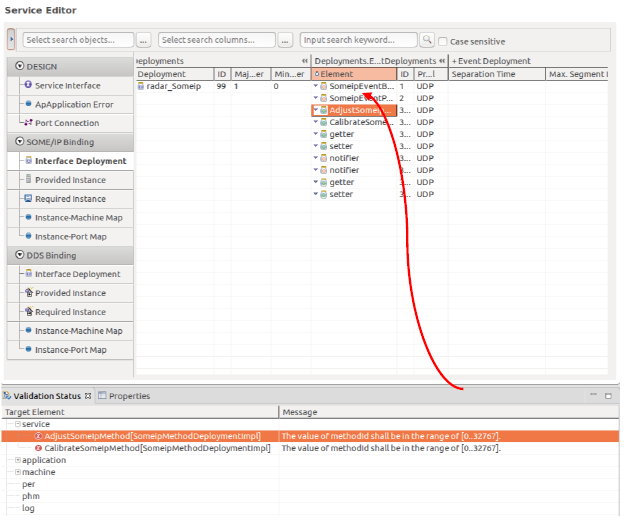 Service Editor
Select search objects... ... Select search columns... ... Input search keyword... Case sensitive
DESIGN
Service Interface
ApApplication Error
Port Connection
SOME/IP Binding
Interface Deployment
Provided Instance
Required Instance
Instance-Machine Map
Instance-Port Map
DDS Binding
Interface Deployment
Provided Instance
Required Instance
Instance-Machine Map
Instance-Port Map
eployments Deployments.E...tDeployments + Event Deployment
Deployment ID Maj...er Min...er Element ID Pr...l Separation Time Max. Segment
radar_Someip 99 1 0 SomeipEventB... 1 UDP
SomeipEventP... 2 UDP
3... UDP
CalibrateSome... 3... UDP
getter 3... UDP
setter 3... UDP
notifier 3... UDP
notifier 3... UDP
getter 3... UDP
setter 3... UDP
Validation Status Properties
Target Element Message
service
AdjustSomeIpMethod[SomeipMethodDeploymentImpl] The value of methodId shall be in the range of [0..32767].
CalibrateSomeIpMethod[SomeipMethodDeploymentImpl] The value of methodId shall be in the range of [0..32767].
application
machine
per
phm
log